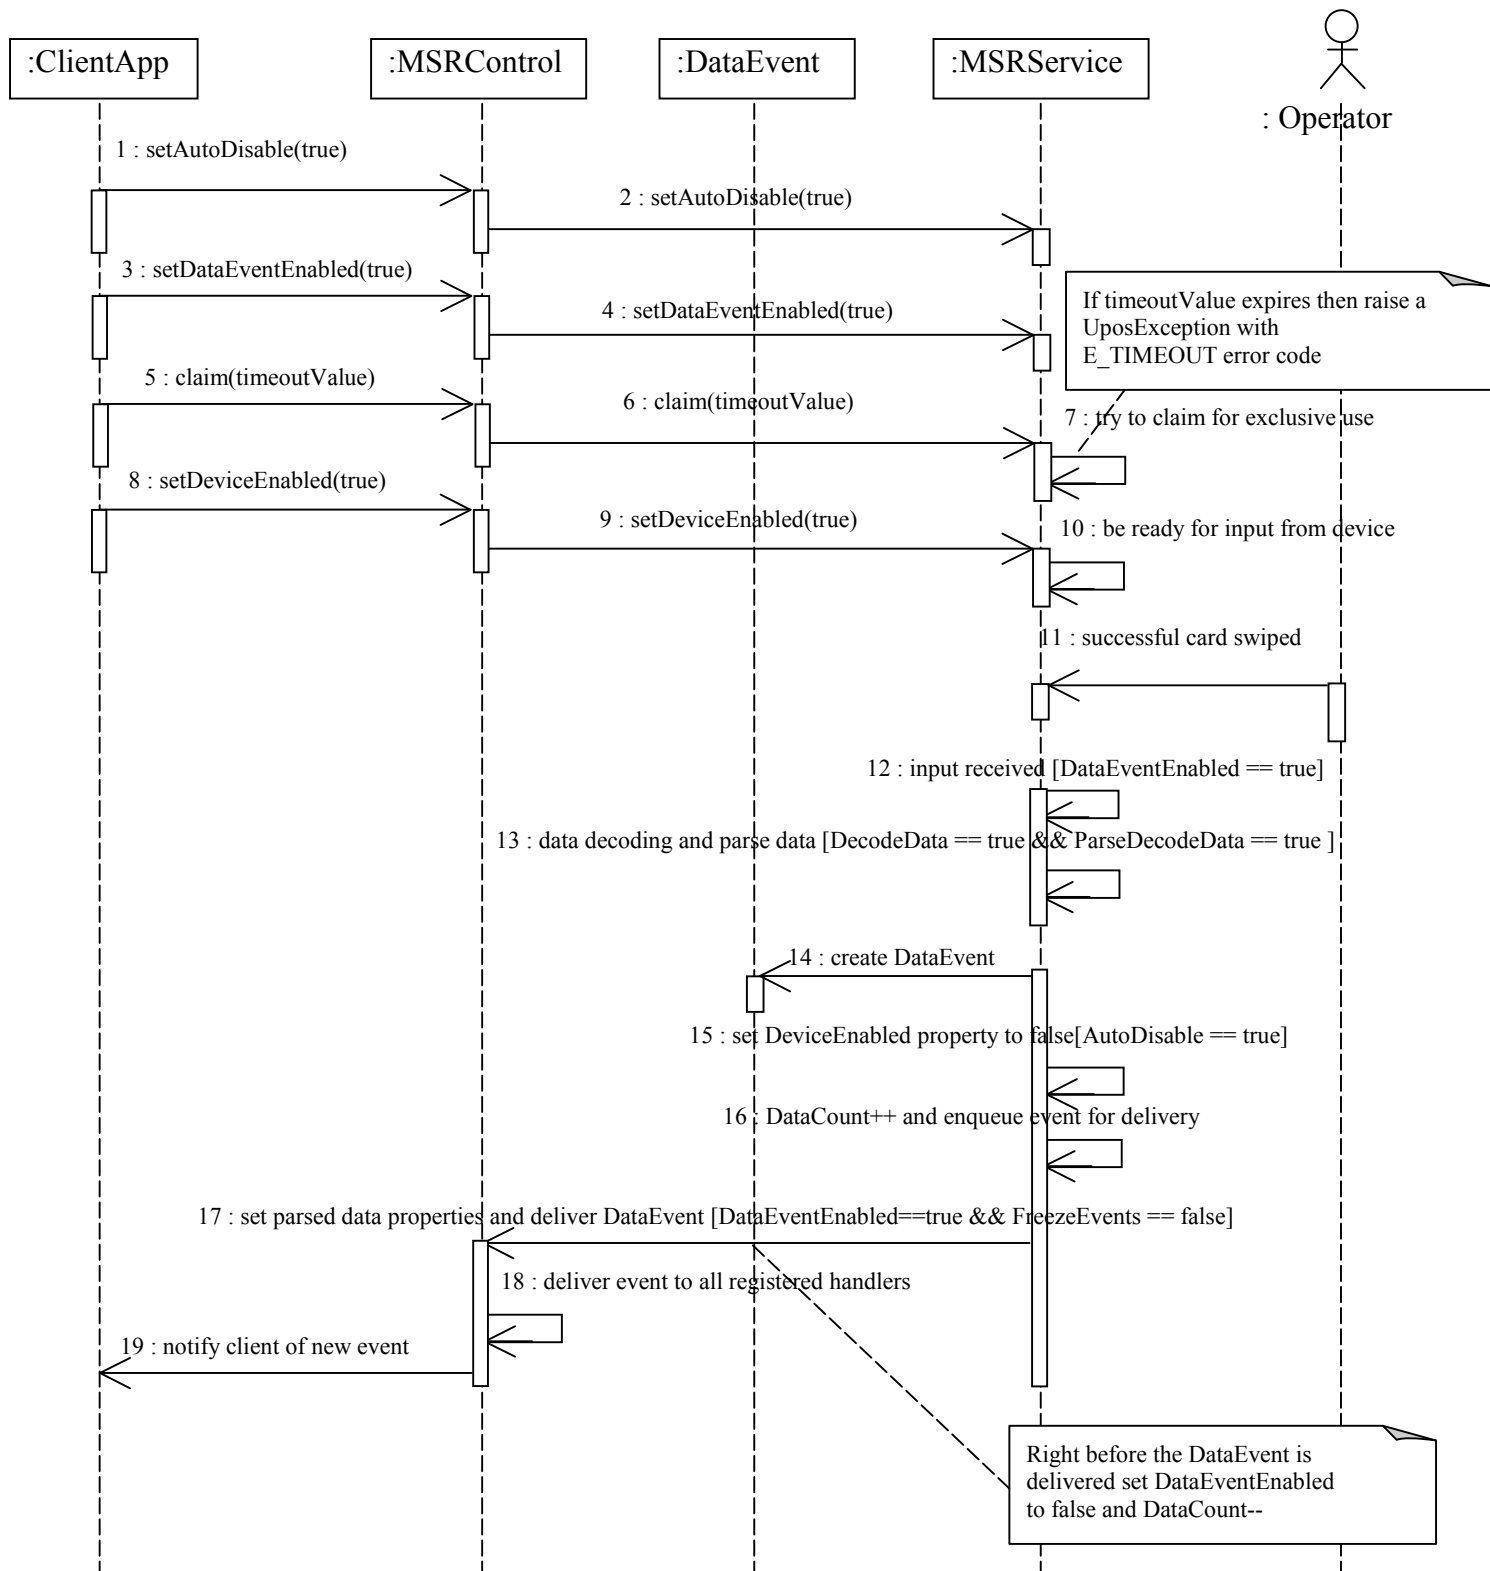 :ClientApp
:MSRControl
:DataEvent
:MSRService
: Operator
1 : setAutoDisable(true)
2 : setAutoDisable(true)
3 : setDataEventEnabled(true)
4 : setDataEventEnabled(true)
If timeoutValue expires then raise a
UposException with
E_TIMEOUT error code
5 : claim(timeoutValue)
6 : claim(timeoutValue)
7 : try to claim for exclusive use
8 : setDeviceEnabled(true)
9 : setDeviceEnabled(true)
10 : be ready for input from device
11 : successful card swiped
12 : input received [DataEventEnabled == true]
13 : data decoding and parse data [DecodeData == true && ParseDecodeData == true ]
14 : create DataEvent
15 : set DeviceEnabled property to false[AutoDisable == true]
16 : DataCount++ and enqueue event for delivery
17 : set parsed data properties and deliver DataEvent [DataEventEnabled==true && FreezeEvents == false]
18 : deliver event to all registered handlers
19 : notify client of new event
Right before the DataEvent is
delivered set DataEventEnabled
to false and DataCount--